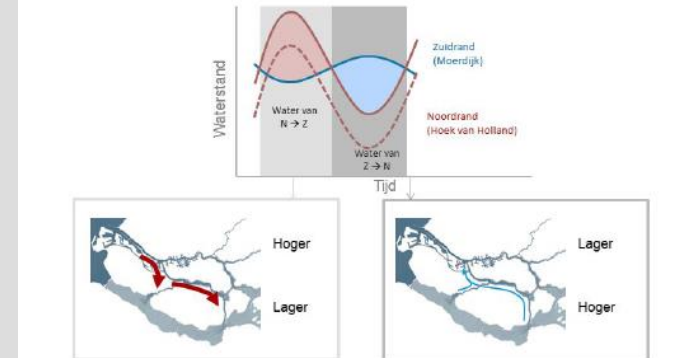 Waterstand
Zuidrand
(Moerdijk)
Water van
N → Z
Noordrand
(Hoek van Holland)
Water van
Z → N
Tijd
Hoger
Lager
Lager
Hoger